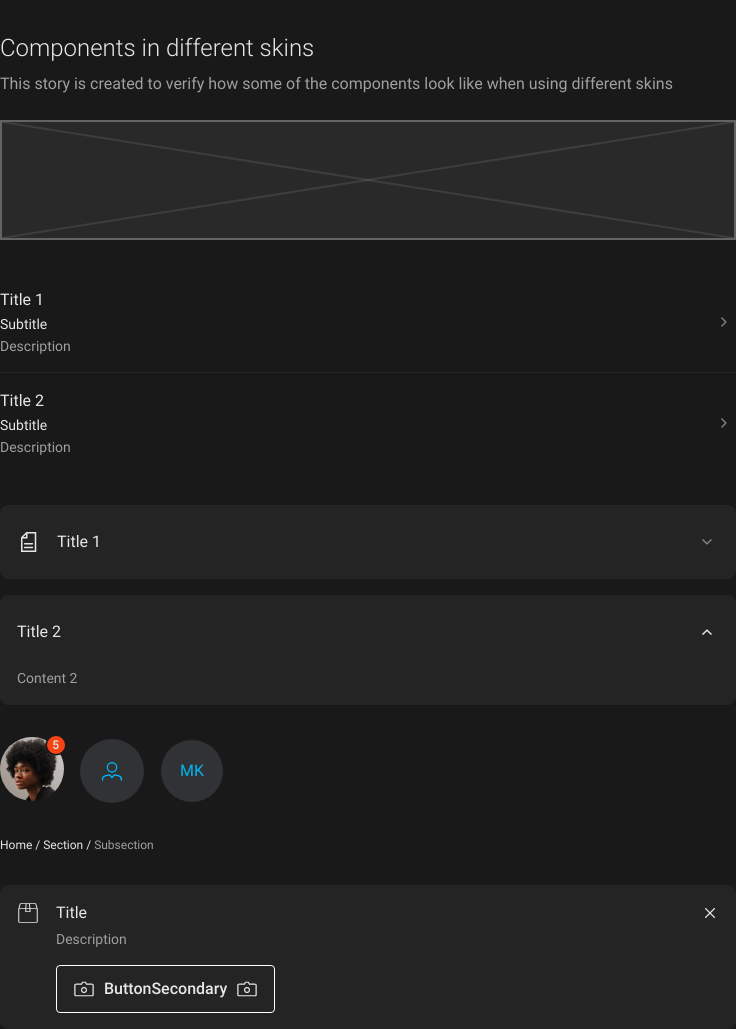 Components in different skins
This story is created to verify how some of the components look like when using different skins
Title 1
Subtitle
Description
Title 2
Subtitle
Description
Title 1
Title 2
Content 2
5
MK
Home / Section / Subsection
Title
Description
ButtonSecondary